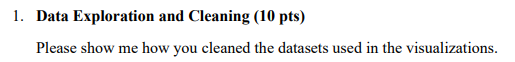 1. Data Exploration and Cleaning (10 pts)
Please show me how you cleaned the datasets used in the visualizations.